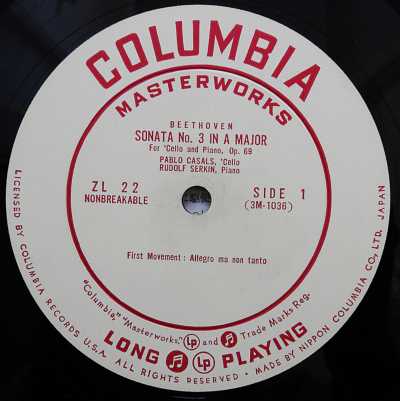 COLUMBIA
MASTERWORKS
BEETHOVEN
SONATA No. 3 IN A MAJOR
For 'Cello and Piano, Op. 69
PABLO CASALS, 'Cello
RUDOLF SERKIN, Piano
ZL 22
NONBREAKABLE
SIDE 1
(3M-1036)
First Movement : Allegro ma non tanto
"Columbia," "Masterworks," LP and Trade Marks Reg.
LONG LP PLAYING
LICENSED BY COLUMBIA RECORDS U.S.A. ALL RIGHTS RESERVED • MADE BY NIPPON COLUMBIA CO., LTD. JAPAN